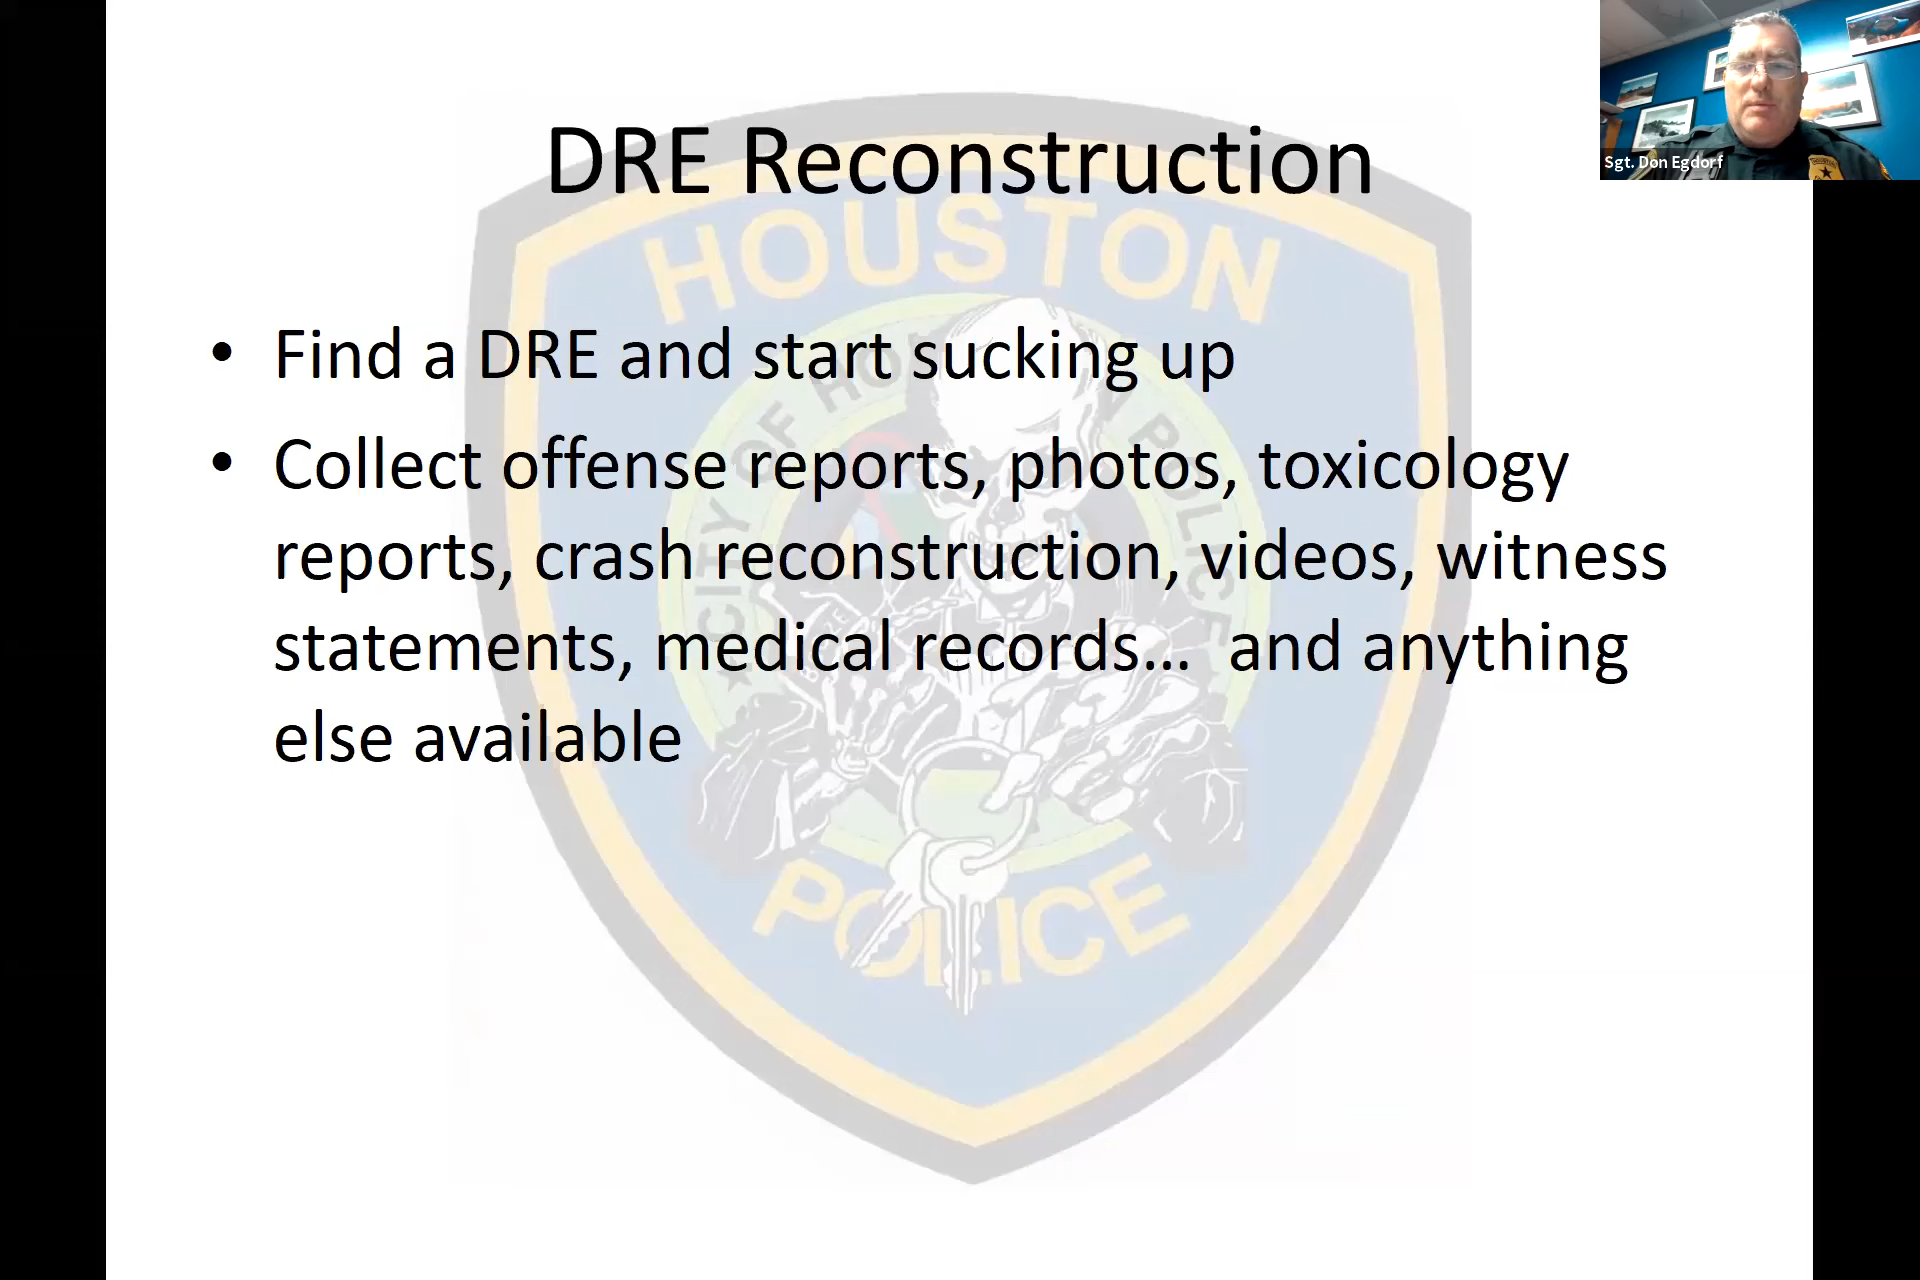 DRE Reconstruction
Sgt. Don Egdorf
HOUSTON
• Find a DRE and start sucking up
• Collect offense reports, photos, toxicology
reports, crash reconstruction, videos, witness
statements, medical records… and anything
else available
CITY OF
POLICE
POLICE